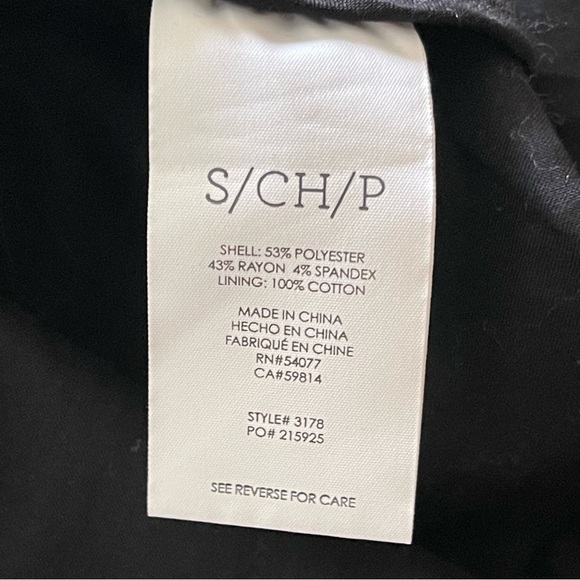 S/CH/P
SHELL: 53% POLYESTER
43% RAYON 4% SPANDEX
LINING: 100% COTTON
MADE IN CHINA
HECHO EN CHINA
FABRIQUÉ EN CHINE
RN#54077
CA#59814
STYLE# 3178
PO# 215925
SEE REVERSE FOR CARE